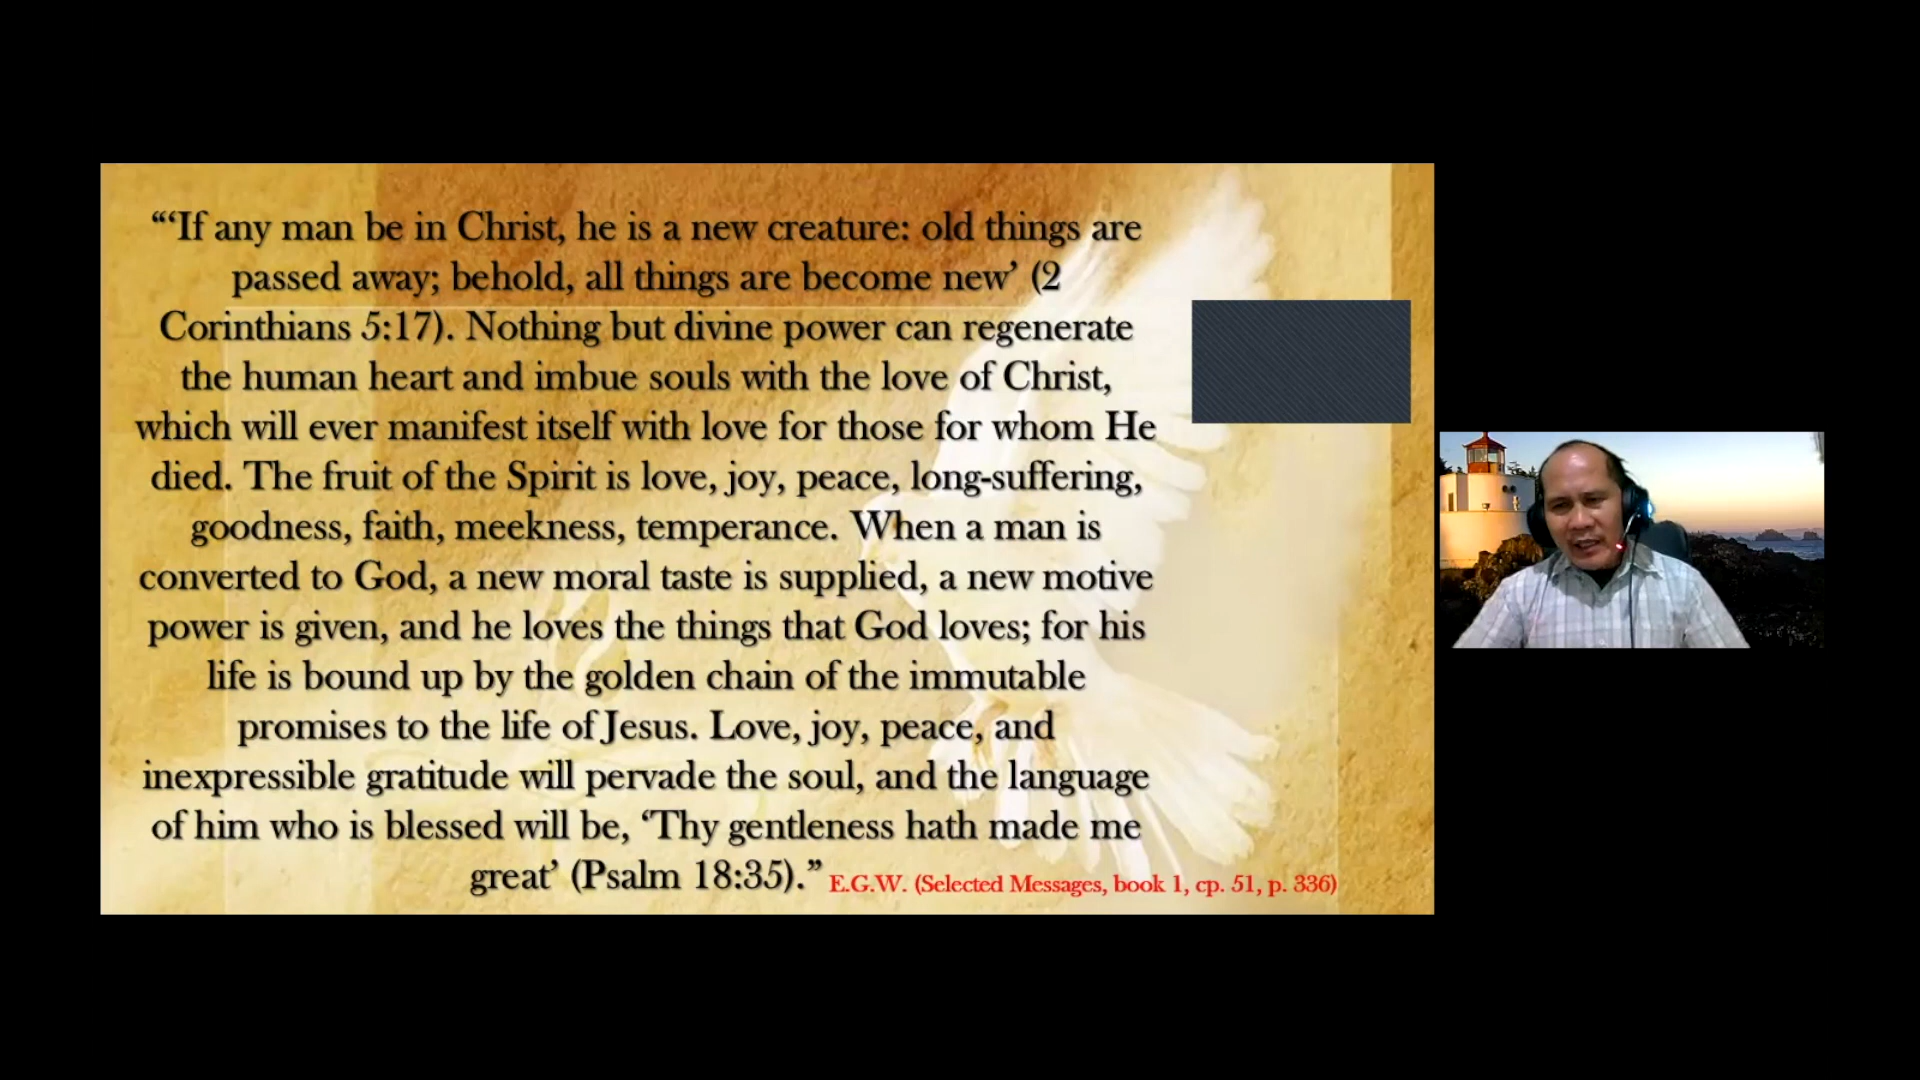 “‘If any man be in Christ, he is a new creature: old things are
passed away; behold, all things are become new’ (2
Corinthians 5:17). Nothing but divine power can regenerate
the human heart and imbue souls with the love of Christ,
which will ever manifest itself with love for those for whom He
died. The fruit of the Spirit is love, joy, peace, long-suffering,
goodness, faith, meekness, temperance. When a man is
converted to God, a new moral taste is supplied, a new motive
power is given, and he loves the things that God loves; for his
life is bound up by the golden chain of the immutable
promises to the life of Jesus. Love, joy, peace, and
inexpressible gratitude will pervade the soul, and the language
of him who is blessed will be, ‘Thy gentleness hath made me
great’ (Psalm 18:35).” E.G.W. (Selected Messages, book 1, cp. 51, p. 336)